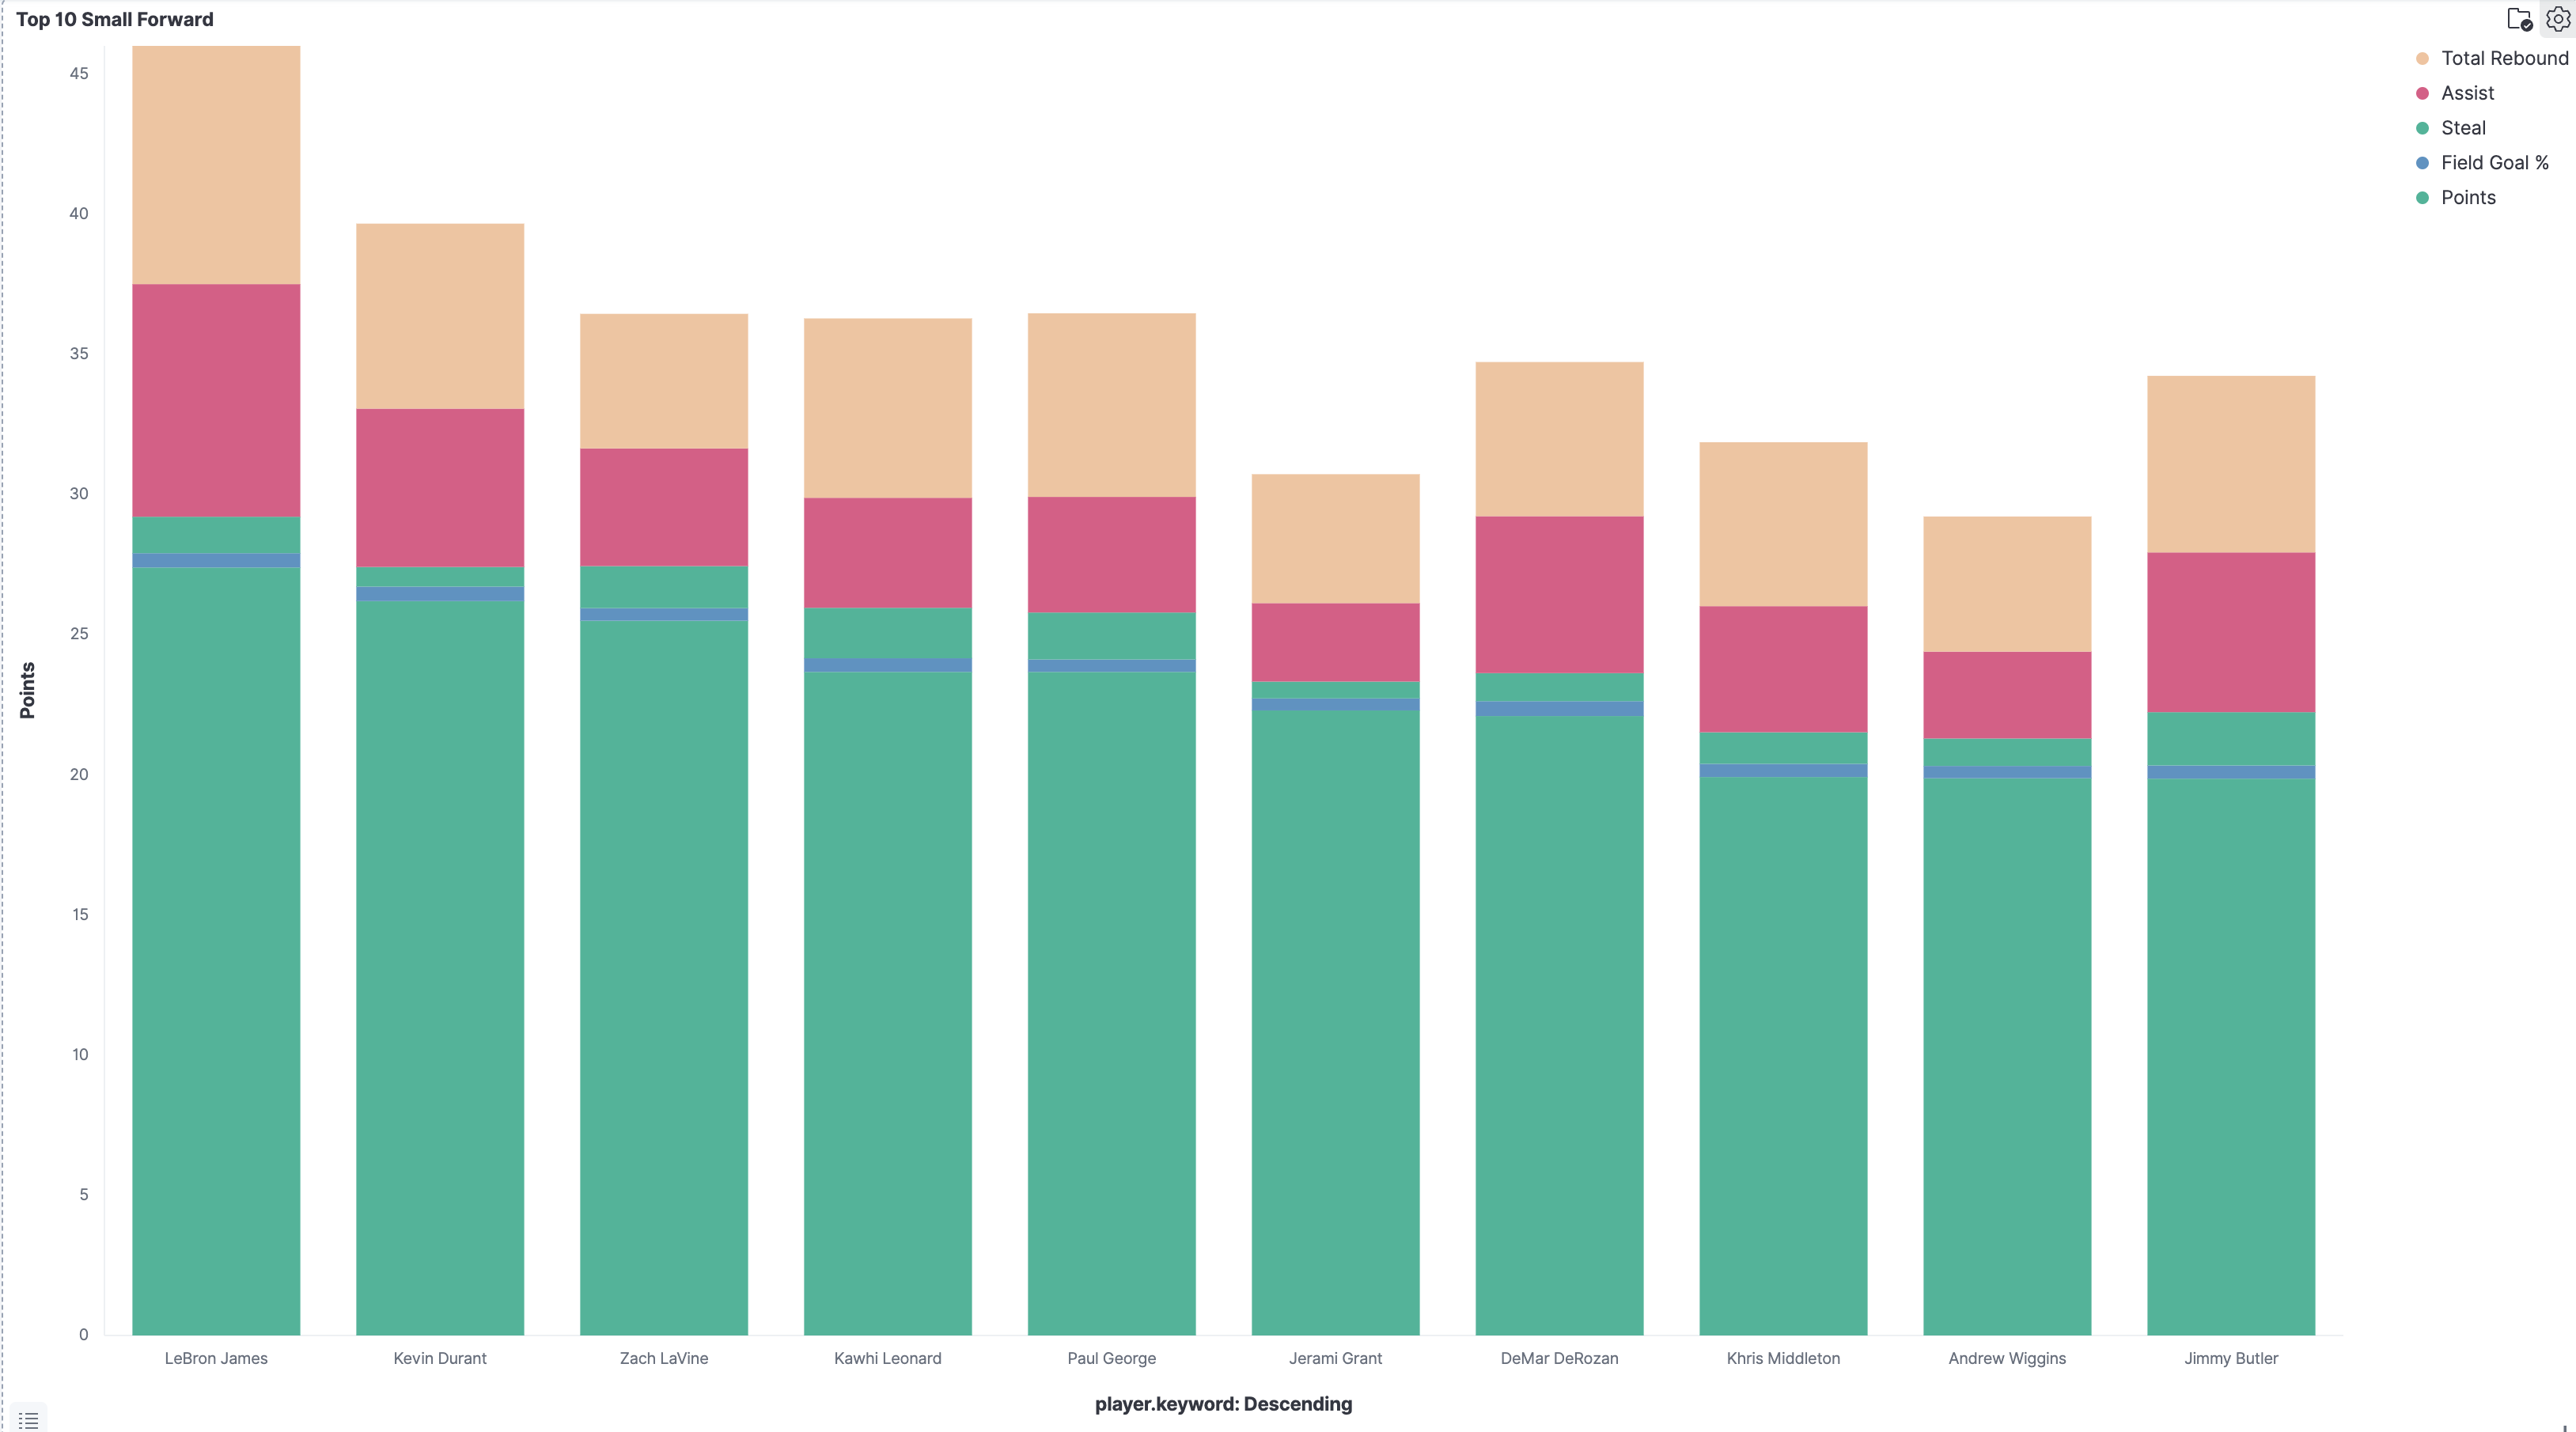 Top 10 Small Forward
Total Rebound
Assist
Steal
Field Goal %
Points
45
40
35
30
25
20
15
10
5
0
Points
LeBron James
Kevin Durant
Zach LaVine
Kawhi Leonard
Paul George
Jerami Grant
DeMar DeRozan
Khris Middleton
Andrew Wiggins
Jimmy Butler
player.keyword: Descending